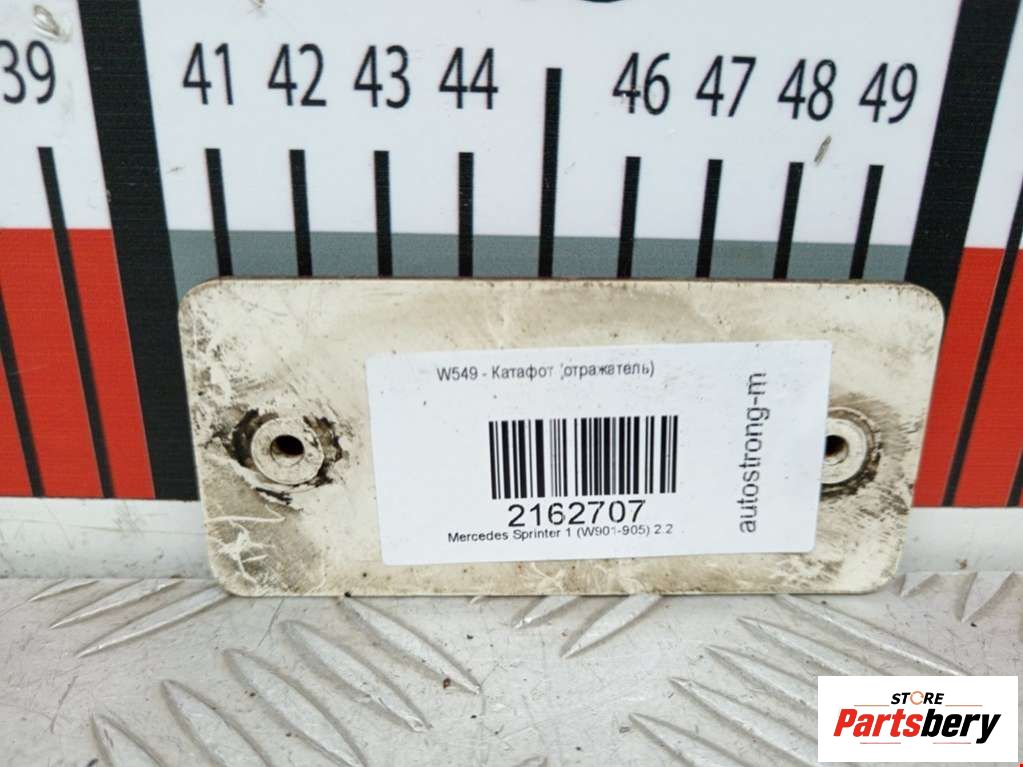 39 41 42 43 44 46 47 48 49
W549 - Катафот (отражатель)
2162707
Mercedes Sprinter 1 (W901-905) 2.2
autostrong-m
STORE
Partsbery